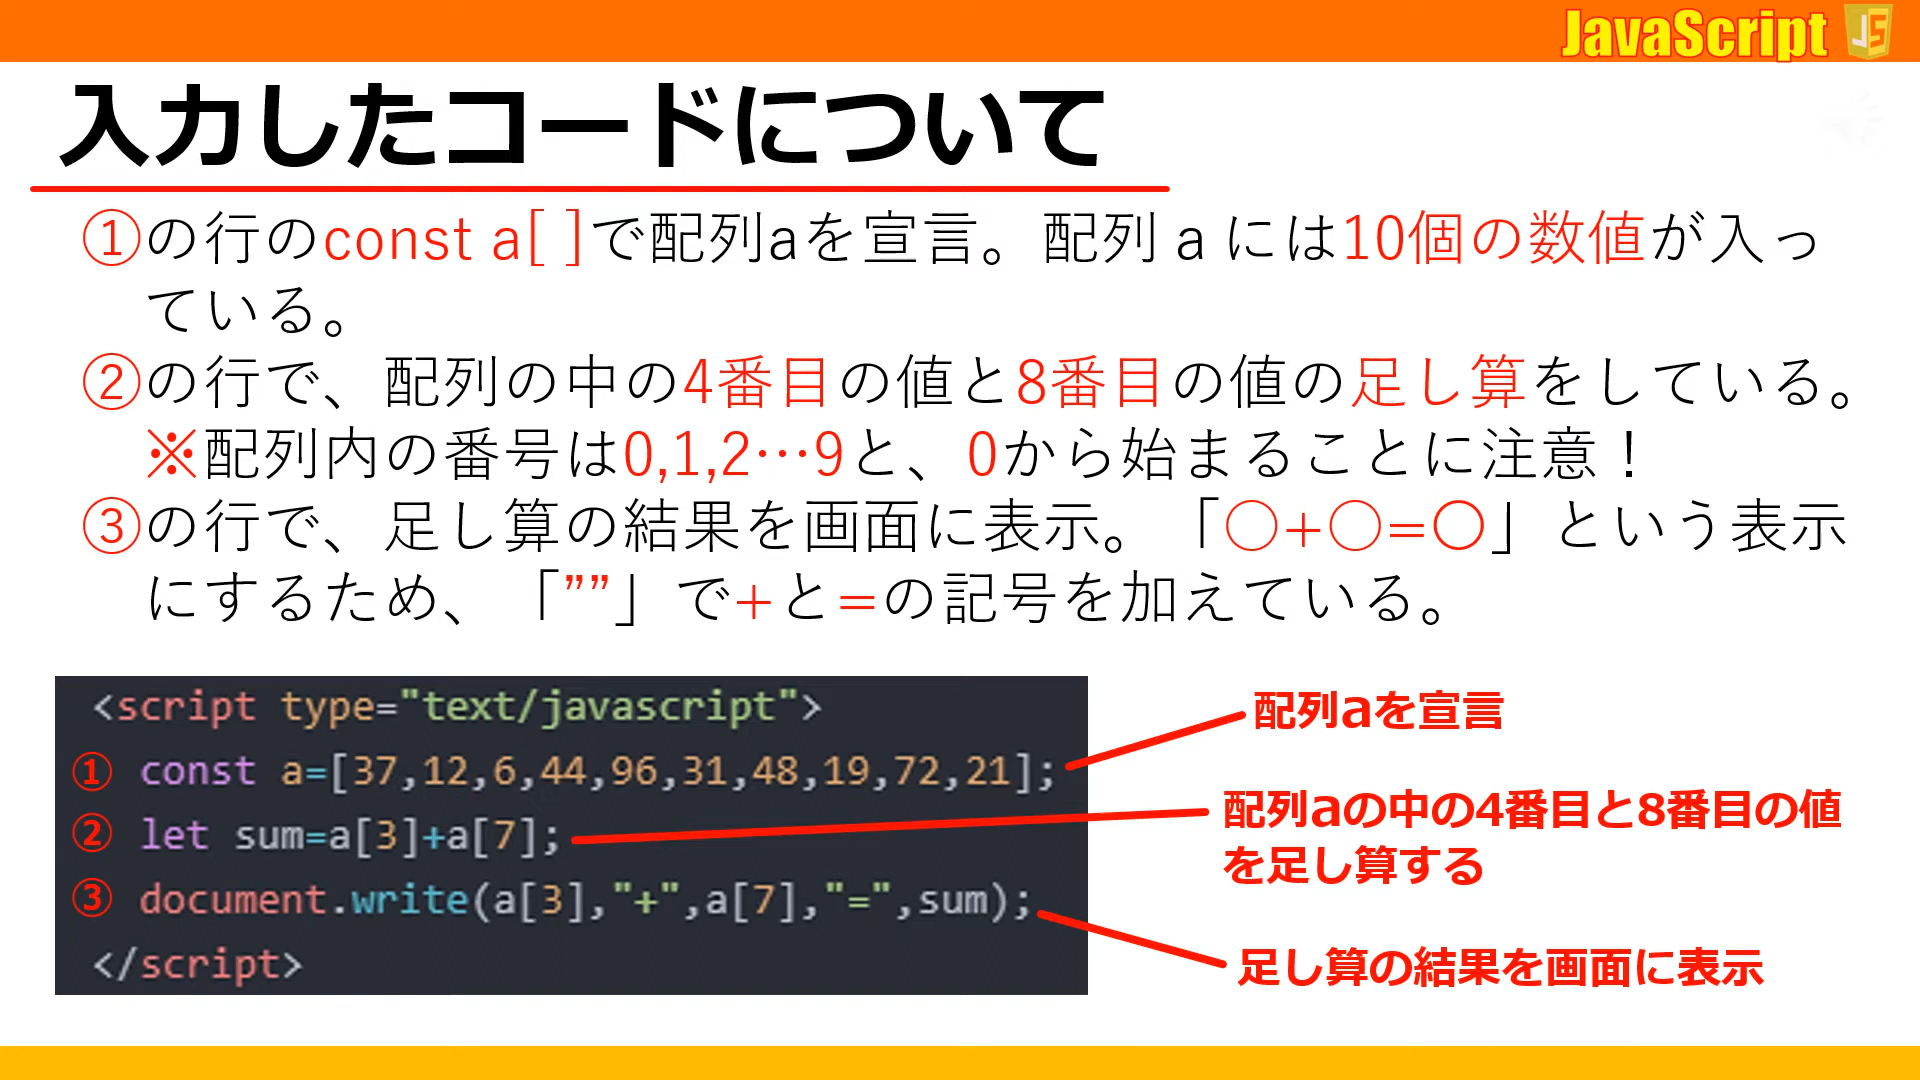 JavaScript
入力したコードについて
①の行のconst a[ ]で配列aを宣言。配列 a には10個の数値が入っ
ている。
②の行で、配列の中の4番目の値と8番目の値の足し算をしている。
※配列内の番号は0,1,2…9と、0から始まることに注意！
③の行で、足し算の結果を画面に表示。「〇+〇=〇」という表示
にするため、「””」で+と=の記号を加えている。
<script type="text/javascript">
① const a=[37,12,6,44,96,31,48,19,72,21];
② let sum=a[3]+a[7];
③ document.write(a[3],"+",a[7],"=",sum);
</script>
配列aを宣言
配列aの中の4番目と8番目の値
を足し算する
足し算の結果を画面に表示